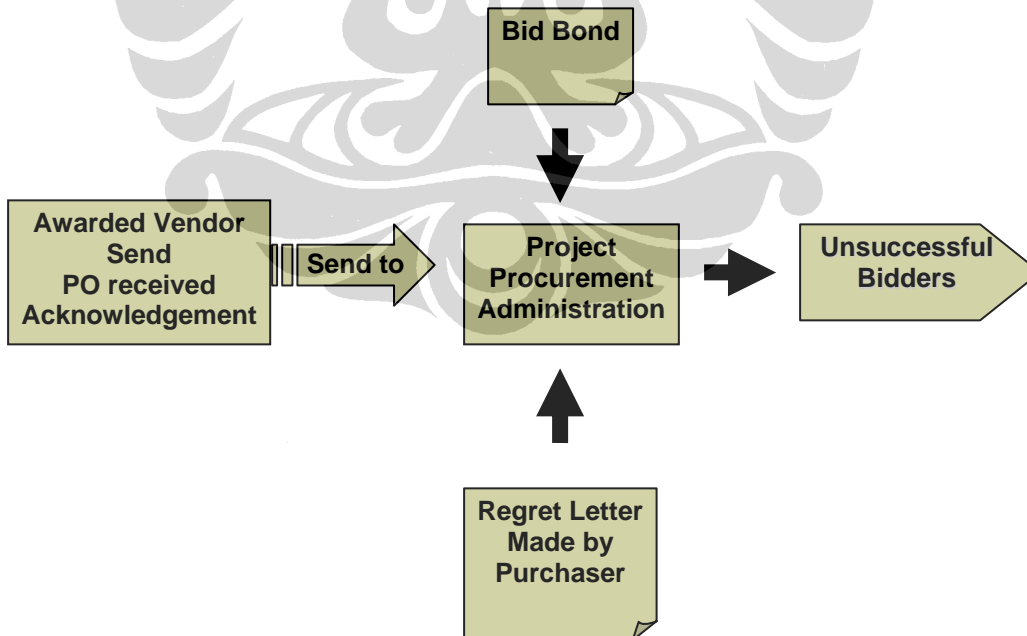 Bid Bond
Awarded Vendor
Send
PO received
Acknowledgement
Send to
Project
Procurement
Administration
Unsuccessful
Bidders
Regret Letter
Made by
Purchaser